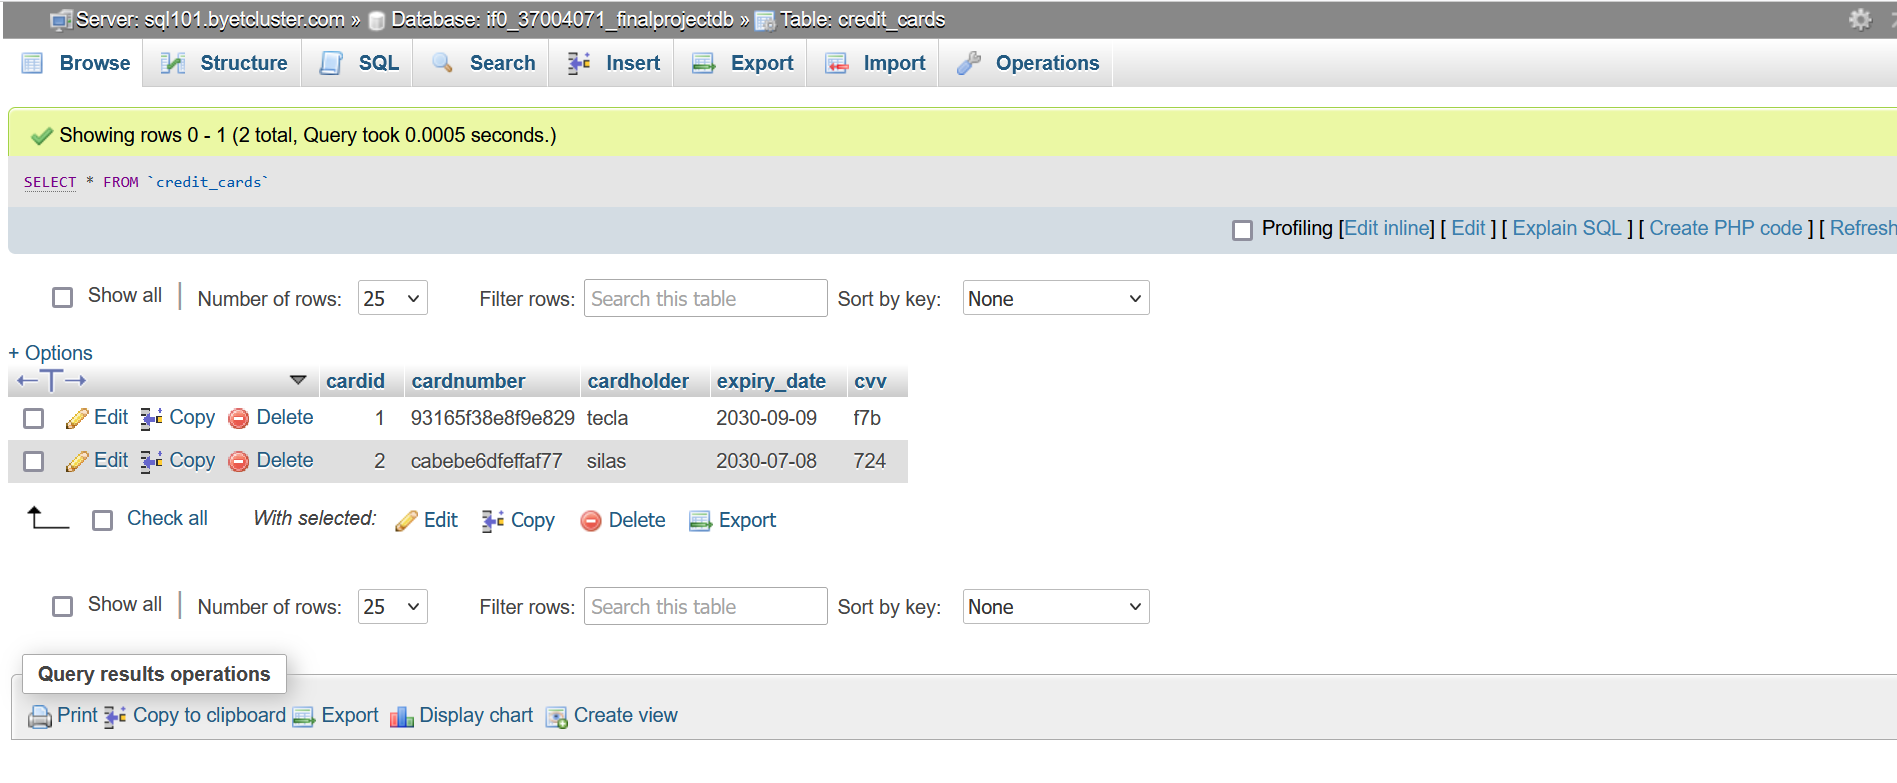 Server: sql101.byetcluster.com » Database: if0_37004071_finalprojectdb » Table: credit_cards
Browse Structure SQL Search Insert Export Import Operations
Showing rows 0 - 1 (2 total, Query took 0.0005 seconds.)
SELECT * FROM `credit_cards`
Profiling [Edit inline] [ Edit ] [ Explain SQL ] [ Create PHP code ] [ Refresh
Show all | Number of rows: 25 Filter rows: Search this table Sort by key: None
+ Options
←T→ cardid cardnumber cardholder expiry_date cvv
Edit Copy Delete 1 93165f38e8f9e829 tecla 2030-09-09 f7b
Edit Copy Delete 2 cabebe6dfeffaf77 silas 2030-07-08 724
Check all With selected: Edit Copy Delete Export
Show all | Number of rows: 25 Filter rows: Search this table Sort by key: None
Query results operations
Print Copy to clipboard Export Display chart Create view